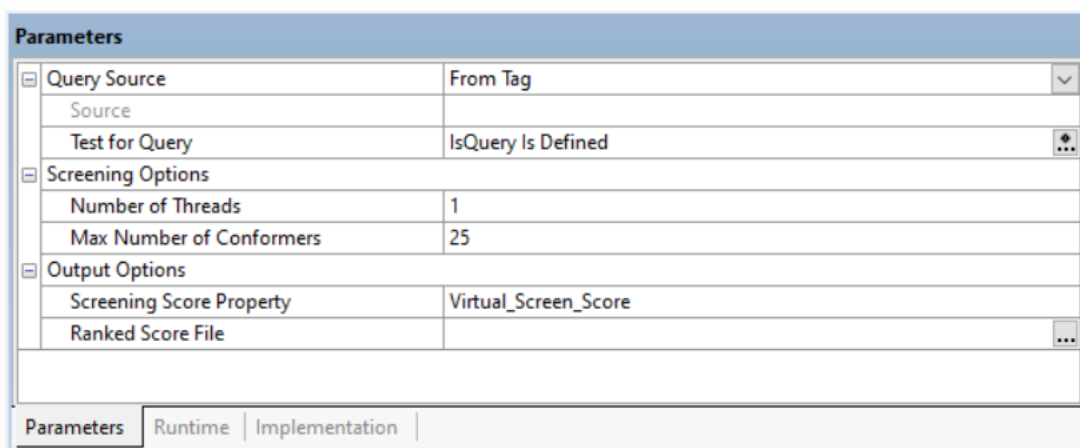 Parameters
Query Source From Tag
Source
Test for Query IsQuery Is Defined
Screening Options
Number of Threads 1
Max Number of Conformers 25
Output Options
Screening Score Property Virtual_Screen_Score
Ranked Score File ...
Parameters Runtime Implementation